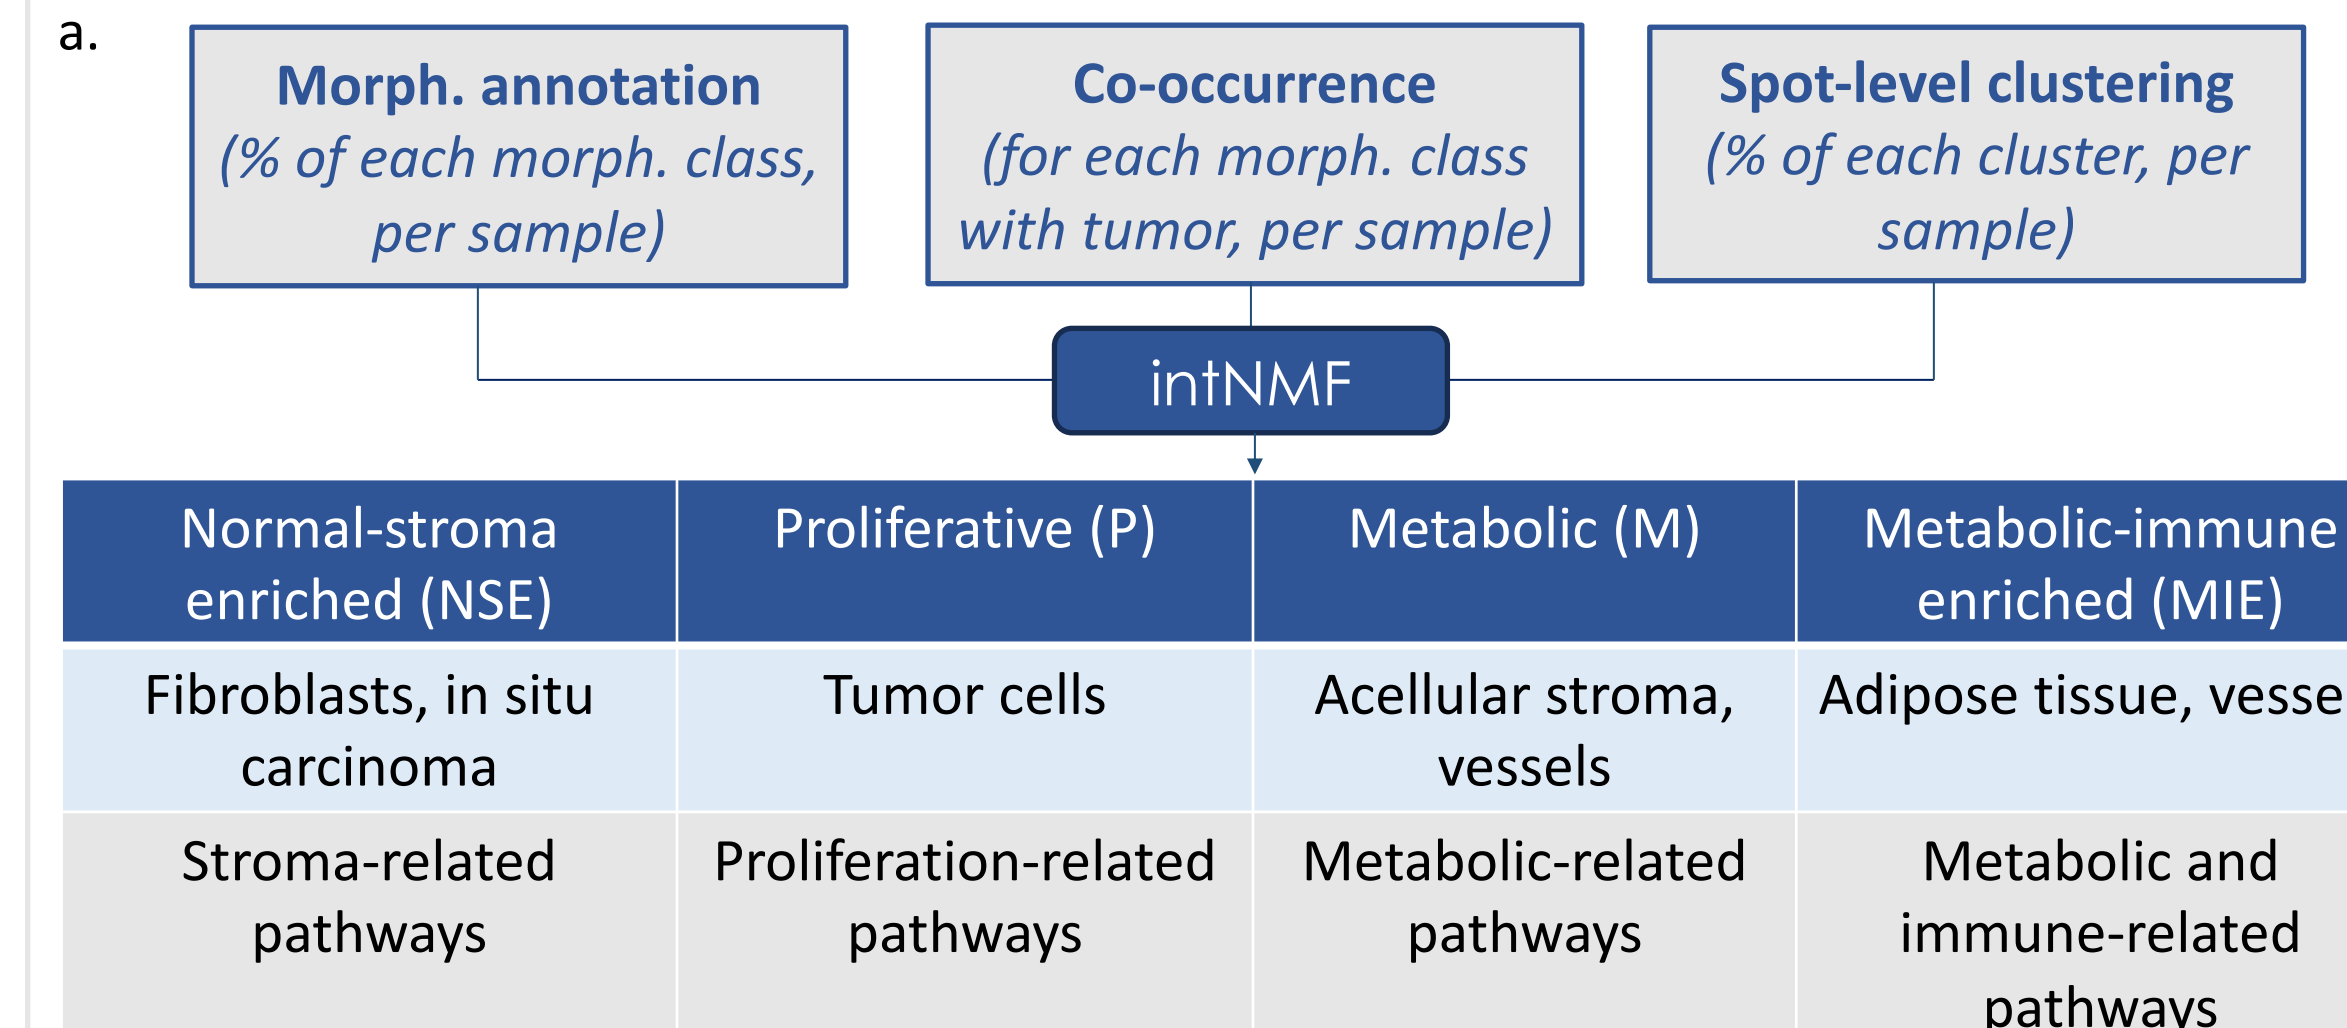 a.
Morph. annotation
(% of each morph. class,
per sample)
Co-occurrence
(for each morph. class
with tumor, per sample)
Spot-level clustering
(% of each cluster, per
sample)
intNMF
Normal-stroma
enriched (NSE)
Proliferative (P)
Metabolic (M)
Metabolic-immune
enriched (MIE)
Fibroblasts, in situ
carcinoma
Tumor cells
Acellular stroma,
vessels
Adipose tissue,
Stroma-related
pathways
Proliferation-related
pathways
Metabolic-related
pathways
Metabolic and
immune-related
pathways